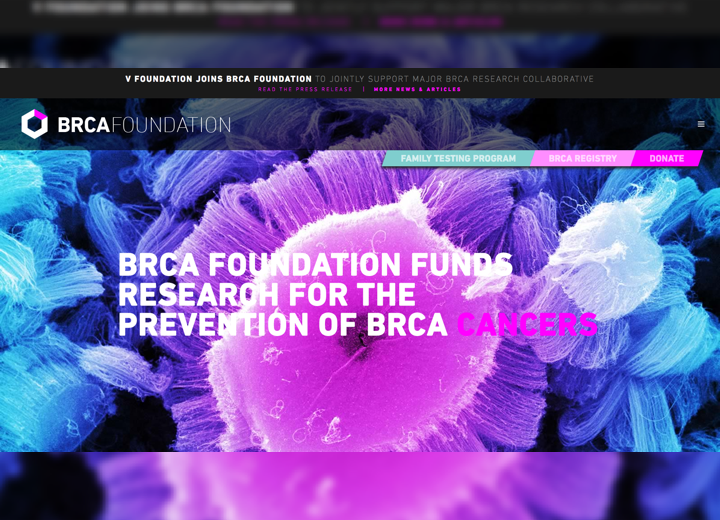 V FOUNDATION JOINS BRCA FOUNDATION TO JOINTLY SUPPORT MAJOR BRCA RESEARCH COLLABORATIVE
READ THE PRESS RELEASE | MORE NEWS & ARTICLES
BRCAFOUNDATION
FAMILY TESTING PROGRAM BRCA REGISTRY DONATE
BRCA FOUNDATION FUNDS
RESEARCH FOR THE
PREVENTION OF BRCA CANCERS